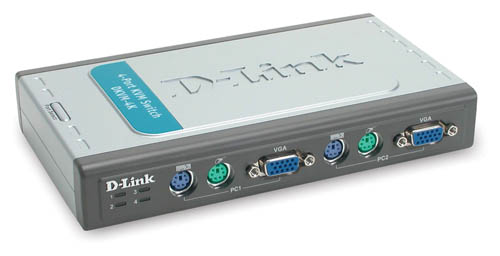 D-Link
4-Port KVM Switch
DKVM-4K
D-Link
1 3
2 4
VGA
PC1
VGA
PC2